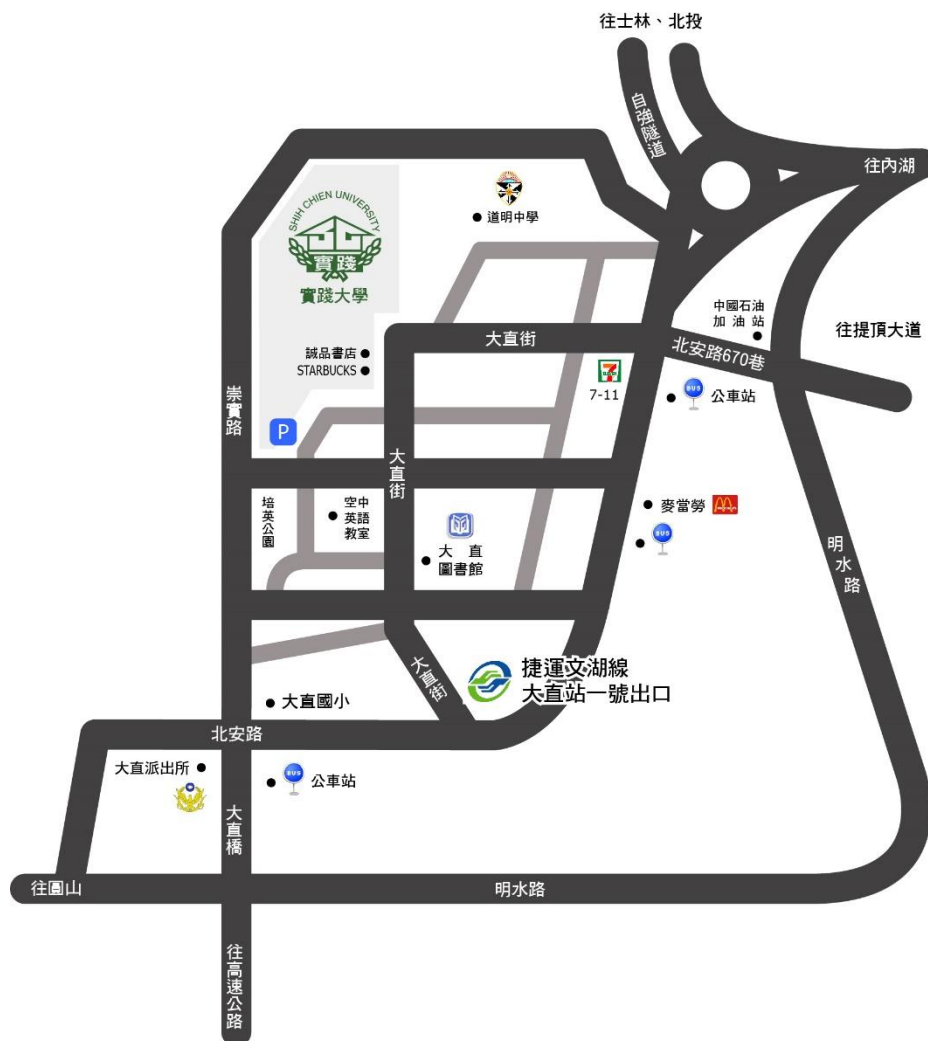 往士林、北投
自強隧道
往內湖
SHIH CHIEN UNIVERSITY
實踐
實踐大學
道明中學
中國石油
加油站
往提頂大道
大直街
北安路670巷
誠品書店
STARBUCKS
7-11
BUS
公車站
崇實路
P
大直街
培英公園
空中
英語
教室
大直
圖書館
麥當勞
BUS
明水路
大直街
捷運文湖線
大直站一號出口
大直國小
北安路
大直派出所
BUS
公車站
大直橋
往圓山
明水路
往高速公路